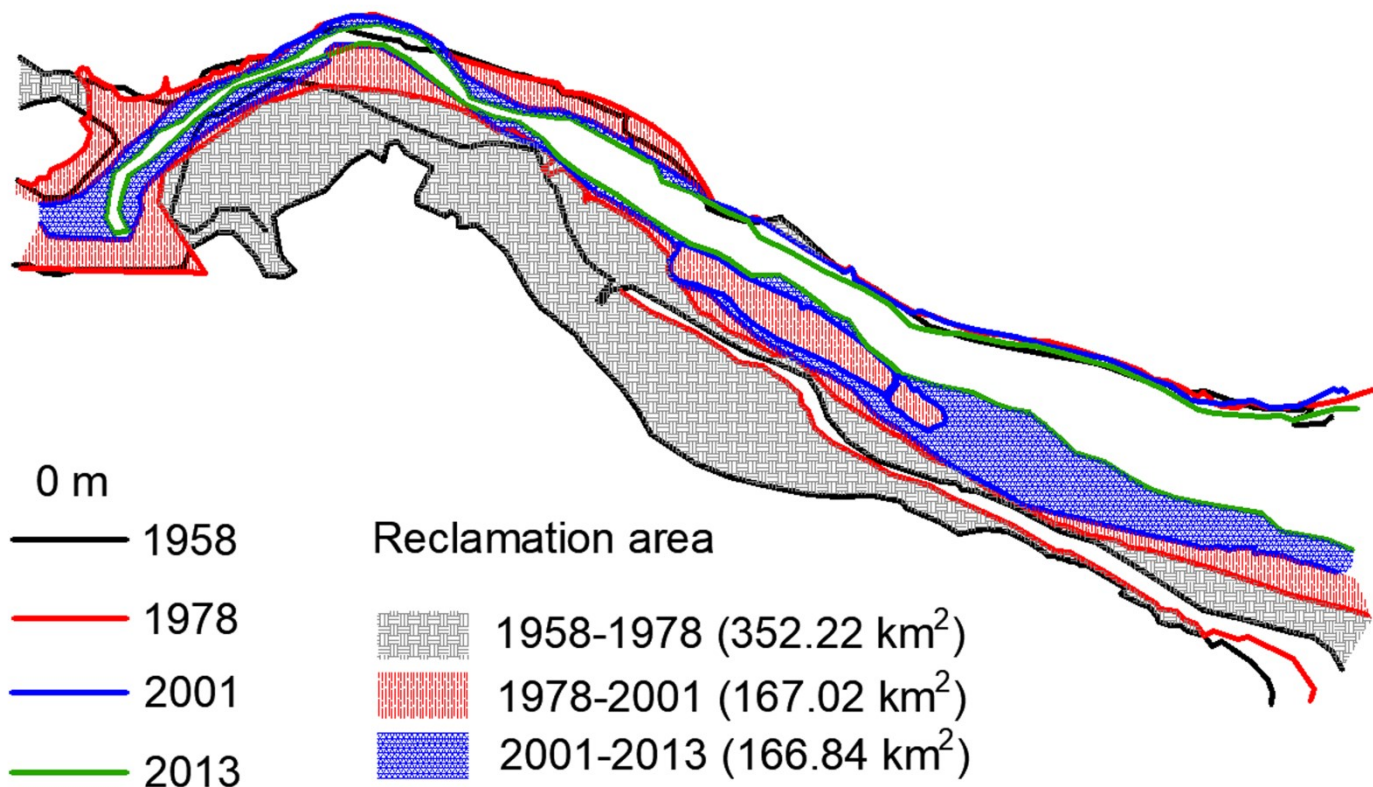 0 m
1958
1978
2001
2013
Reclamation area
1958-1978 (352.22 km²)
1978-2001 (167.02 km²)
2001-2013 (166.84 km²)